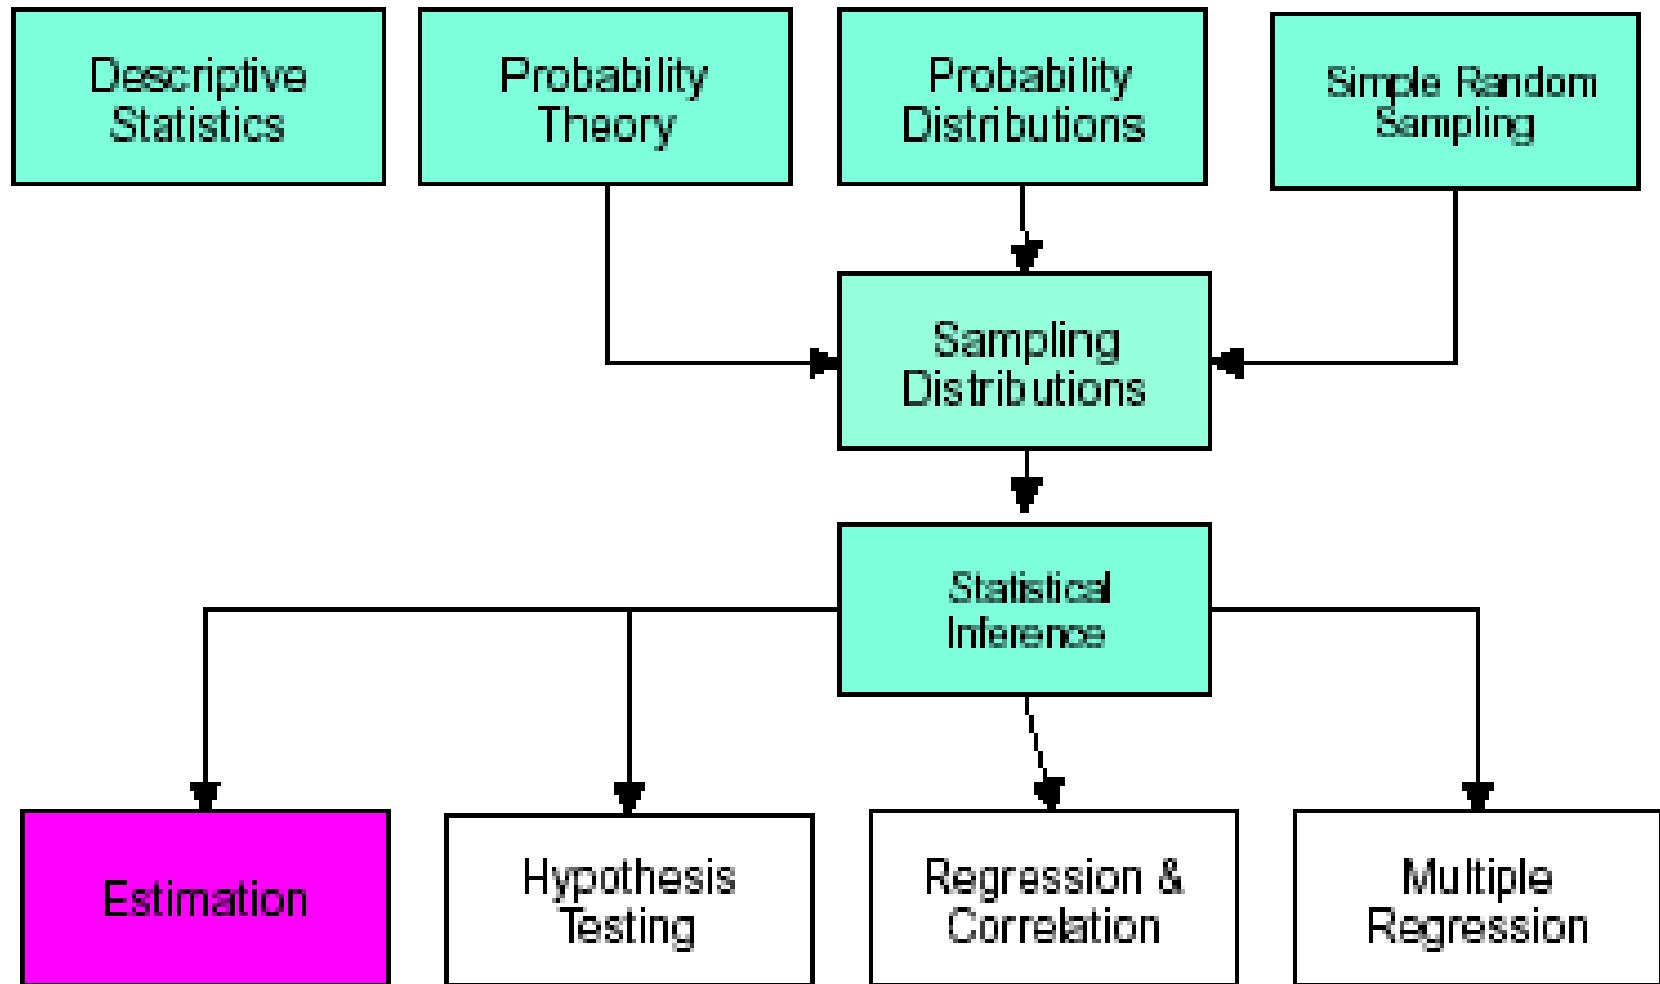 Descriptive
Statistics
Probability
Theory
Probability
Distributions
Simple Random
Sampling
Sampling
Distributions
Statistical
Inference
Estimation
Hypothesis
Testing
Regression &
Correlation
Multiple
Regression